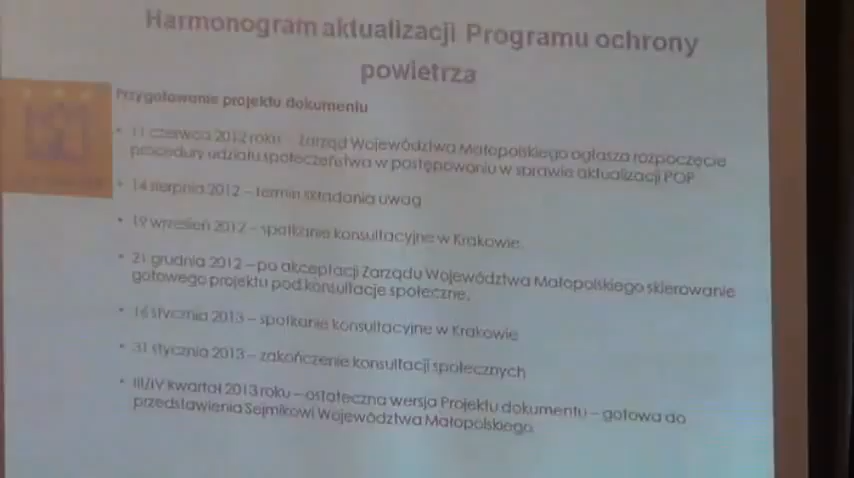 Harmonogram aktualizacji Programu ochrony
powietrza
Przygotowanie projektu dokumentu
• 11 czerwca 2012 roku – Zarząd Województwa Małopolskiego ogłasza rozpoczęcie
procedury udziału społeczeństwa w postępowaniu w sprawie aktualizacji POP
• 14 sierpnia 2012 – termin składania uwag
• 19 wrzesień 2012 – spotkanie konsultacyjne w Krakowie
• 21 grudnia 2012 – po akceptacji Zarządu Województwa Małopolskiego skierowanie
gotowego projektu pod konsultacje społeczne.
• 16 stycznia 2013 – spotkanie konsultacyjne w Krakowie
• 31 stycznia 2013 – zakończenie konsultacji społecznych
• III/IV kwartał 2013 roku – ostateczna wersja Projektu dokumentu – gotowa do
przedstawienia Sejmikowi Województwa Małopolskiego